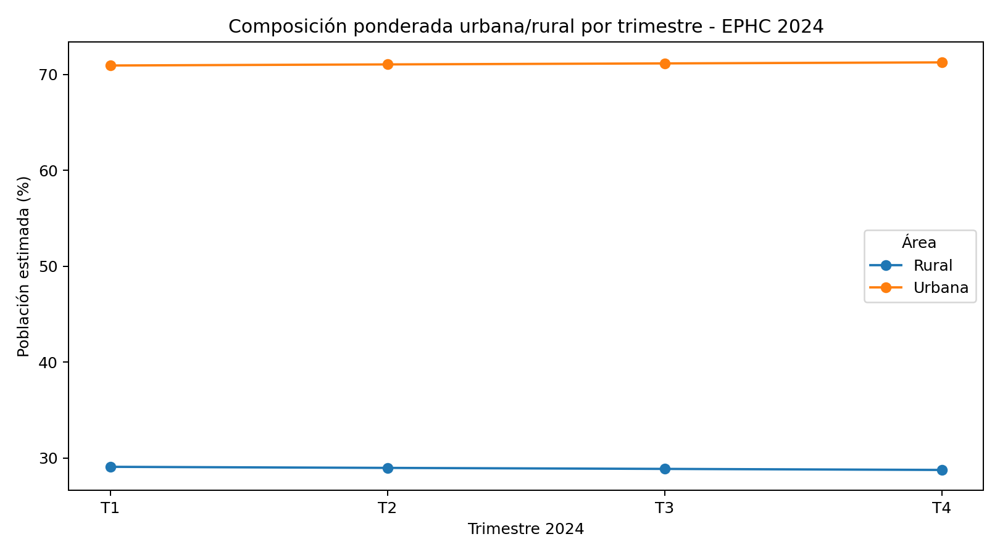 Composición ponderada urbana/rural por trimestre - EPHC 2024
Población estimada (%)
70
60
50
40
30
Área
Rural
Urbana
T1
T2
T3
T4
Trimestre 2024